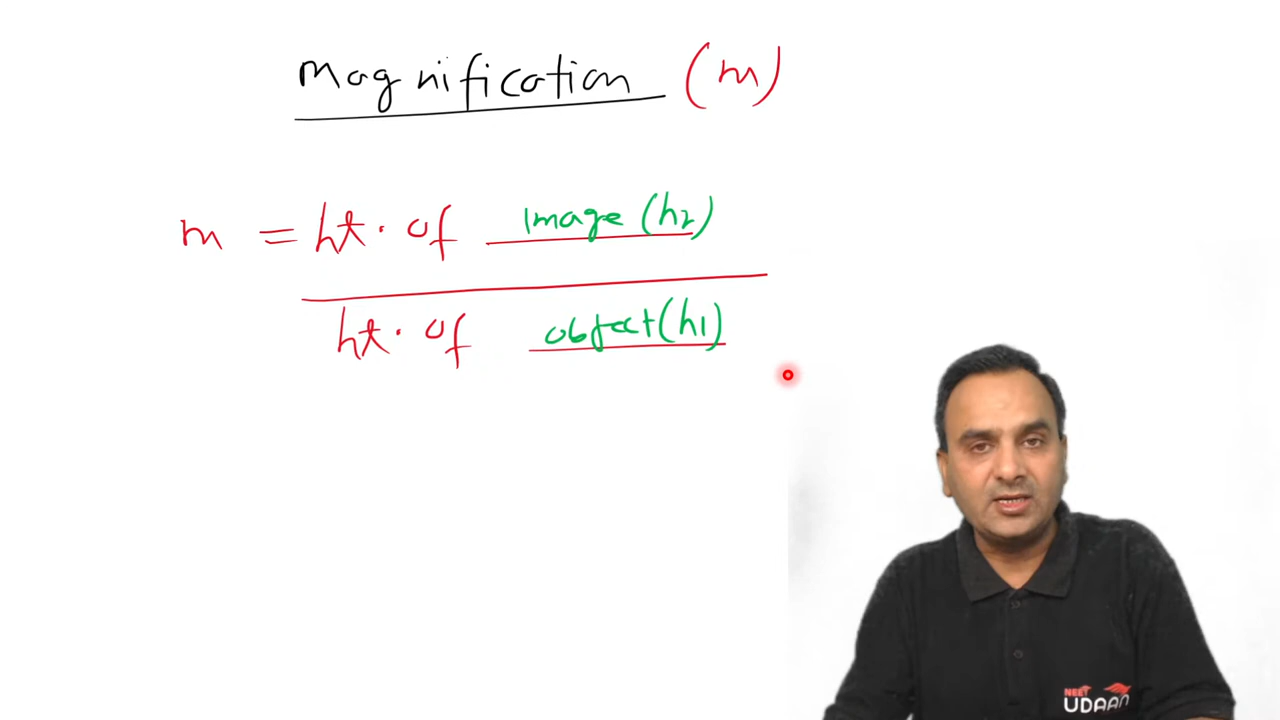 Magnification (m)
m = ht. of image (h2)
ht. of object (h1)
NEET
UDAAN